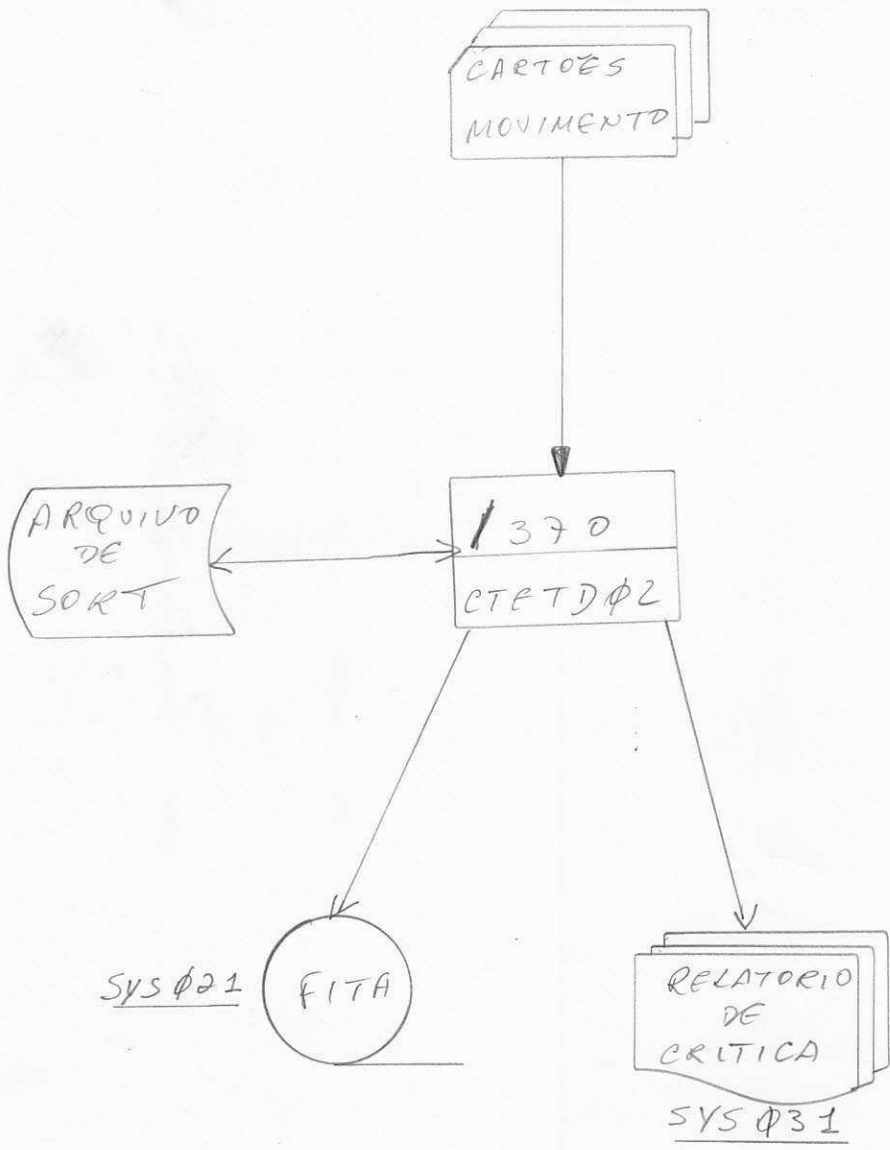 CARTOES
MOVIMENTO
ARQUIVO
DE
SORT
/370
CTETDØ2
SYSØ21
FITA
RELATORIO
DE
CRITICA
SYSØ31